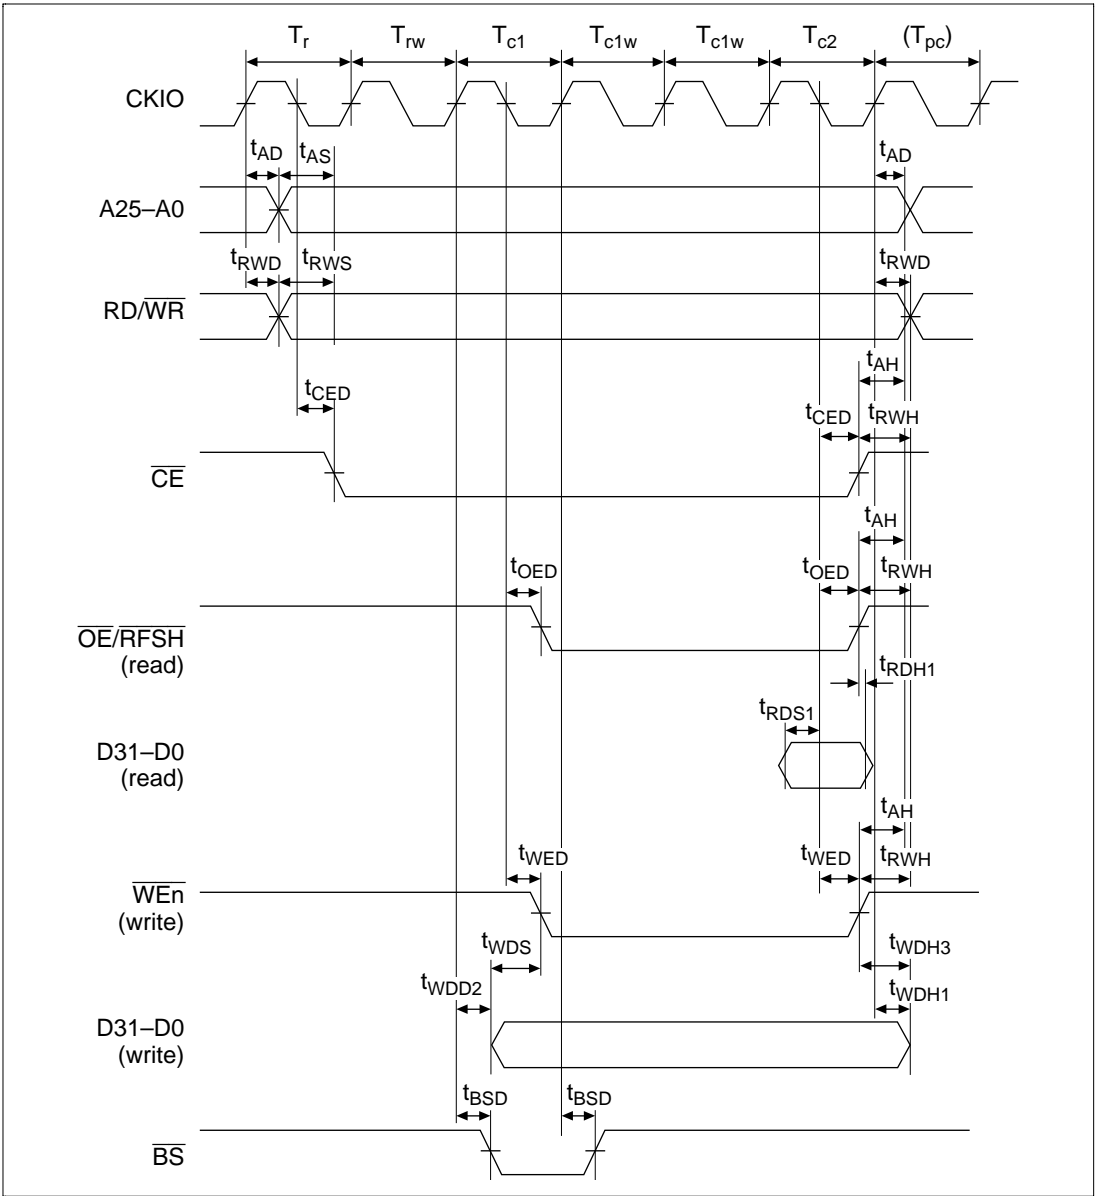 Tr Trw Tc1 Tc1w Tc1w Tc2 (Tpc)
CKIO
tAD tAS tAD
A25–A0
tRWD tRWS tRWD
RD/WR
tAH
tCED tCED tRWH
CE
tAH
tOED tOED tRWH
OE/RFSH
(read)
tRDH1
tRDS1
D31–D0
(read)
tAH
tWED tWED tRWH
WEn
(write)
tWDS tWDH3
tWDD2 tWDH1
D31–D0
(write)
tBSD tBSD
BS